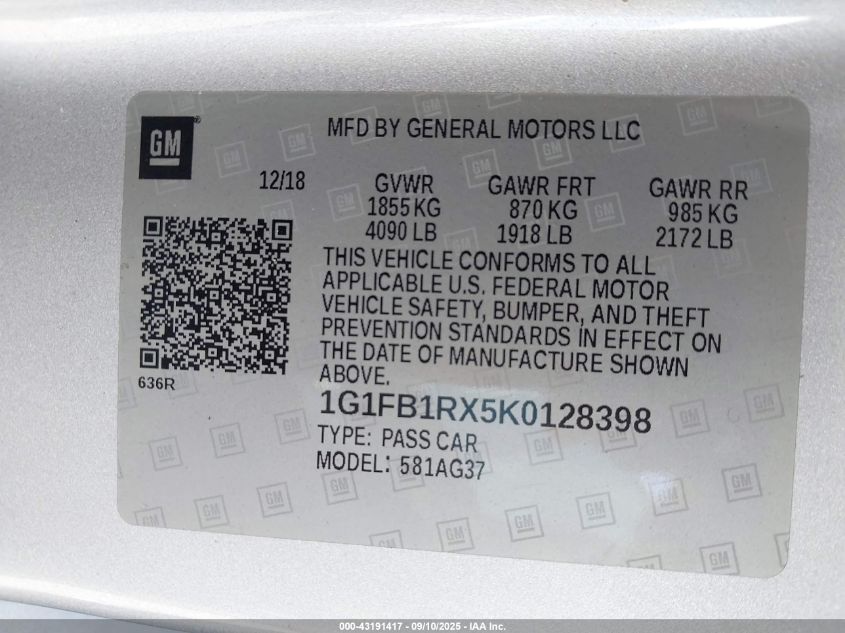 GM®
MFD BY GENERAL MOTORS LLC
12/18
GVWR GAWR FRT GAWR RR
1855 KG 870 KG 985 KG
4090 LB 1918 LB 2172 LB
THIS VEHICLE CONFORMS TO ALL
APPLICABLE U.S. FEDERAL MOTOR
VEHICLE SAFETY, BUMPER, AND THEFT
PREVENTION STANDARDS IN EFFECT ON
THE DATE OF MANUFACTURE SHOWN
ABOVE.
636R
1G1FB1RX5K0128398
TYPE: PASS CAR
MODEL: 581AG37
000-43191417 - 09/10/2025 - IAA Inc.